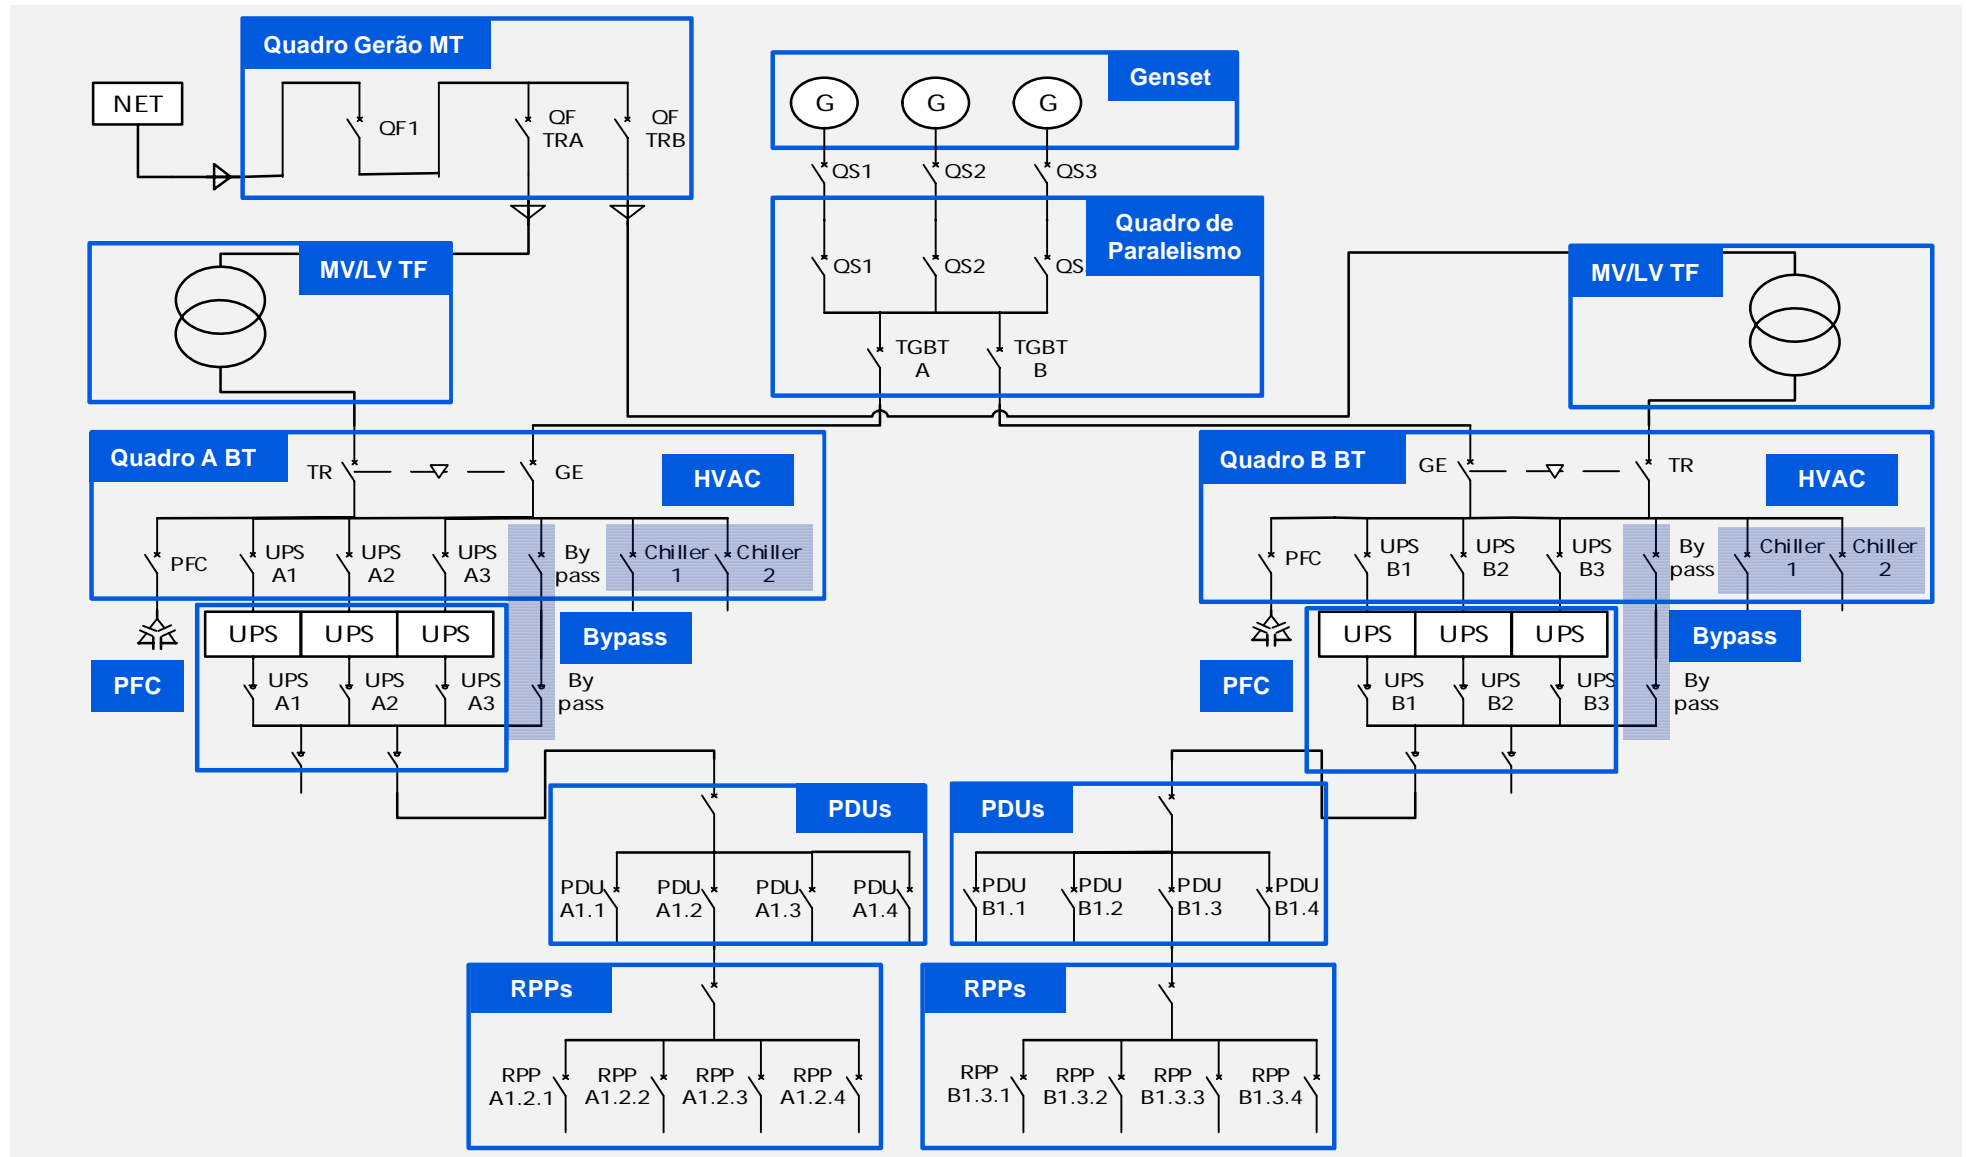 Quadro Gerão MT
NET
QF1
QF
TRA
QF
TRB
Genset
G
G
G
QS1
QS2
QS3
Quadro de
Paralelismo
QS1
QS2
QS
TGBT
A
TGBT
B
MV/LV TF
MV/LV TF
Quadro A BT
TR
GE
HVAC
PFC
UPS
A1
UPS
A2
UPS
A3
By
pass
Chiller
1
Chiller
2
UPS
UPS
UPS
Bypass
PFC
UPS
A1
UPS
A2
UPS
A3
By
pass
Quadro B BT
GE
TR
HVAC
PFC
UPS
B1
UPS
B2
UPS
B3
By
pass
Chiller
1
Chiller
2
UPS
UPS
UPS
Bypass
PFC
UPS
B1
UPS
B2
UPS
B3
By
pass
PDUs
PDU
A1.1
PDU
A1.2
PDU
A1.3
PDU
A1.4
PDUs
PDU
B1.1
PDU
B1.2
PDU
B1.3
PDU
B1.4
RPPs
RPP
A1.2.1
RPP
A1.2.2
RPP
A1.2.3
RPP
A1.2.4
RPPs
RPP
B1.3.1
RPP
B1.3.2
RPP
B1.3.3
RPP
B1.3.4